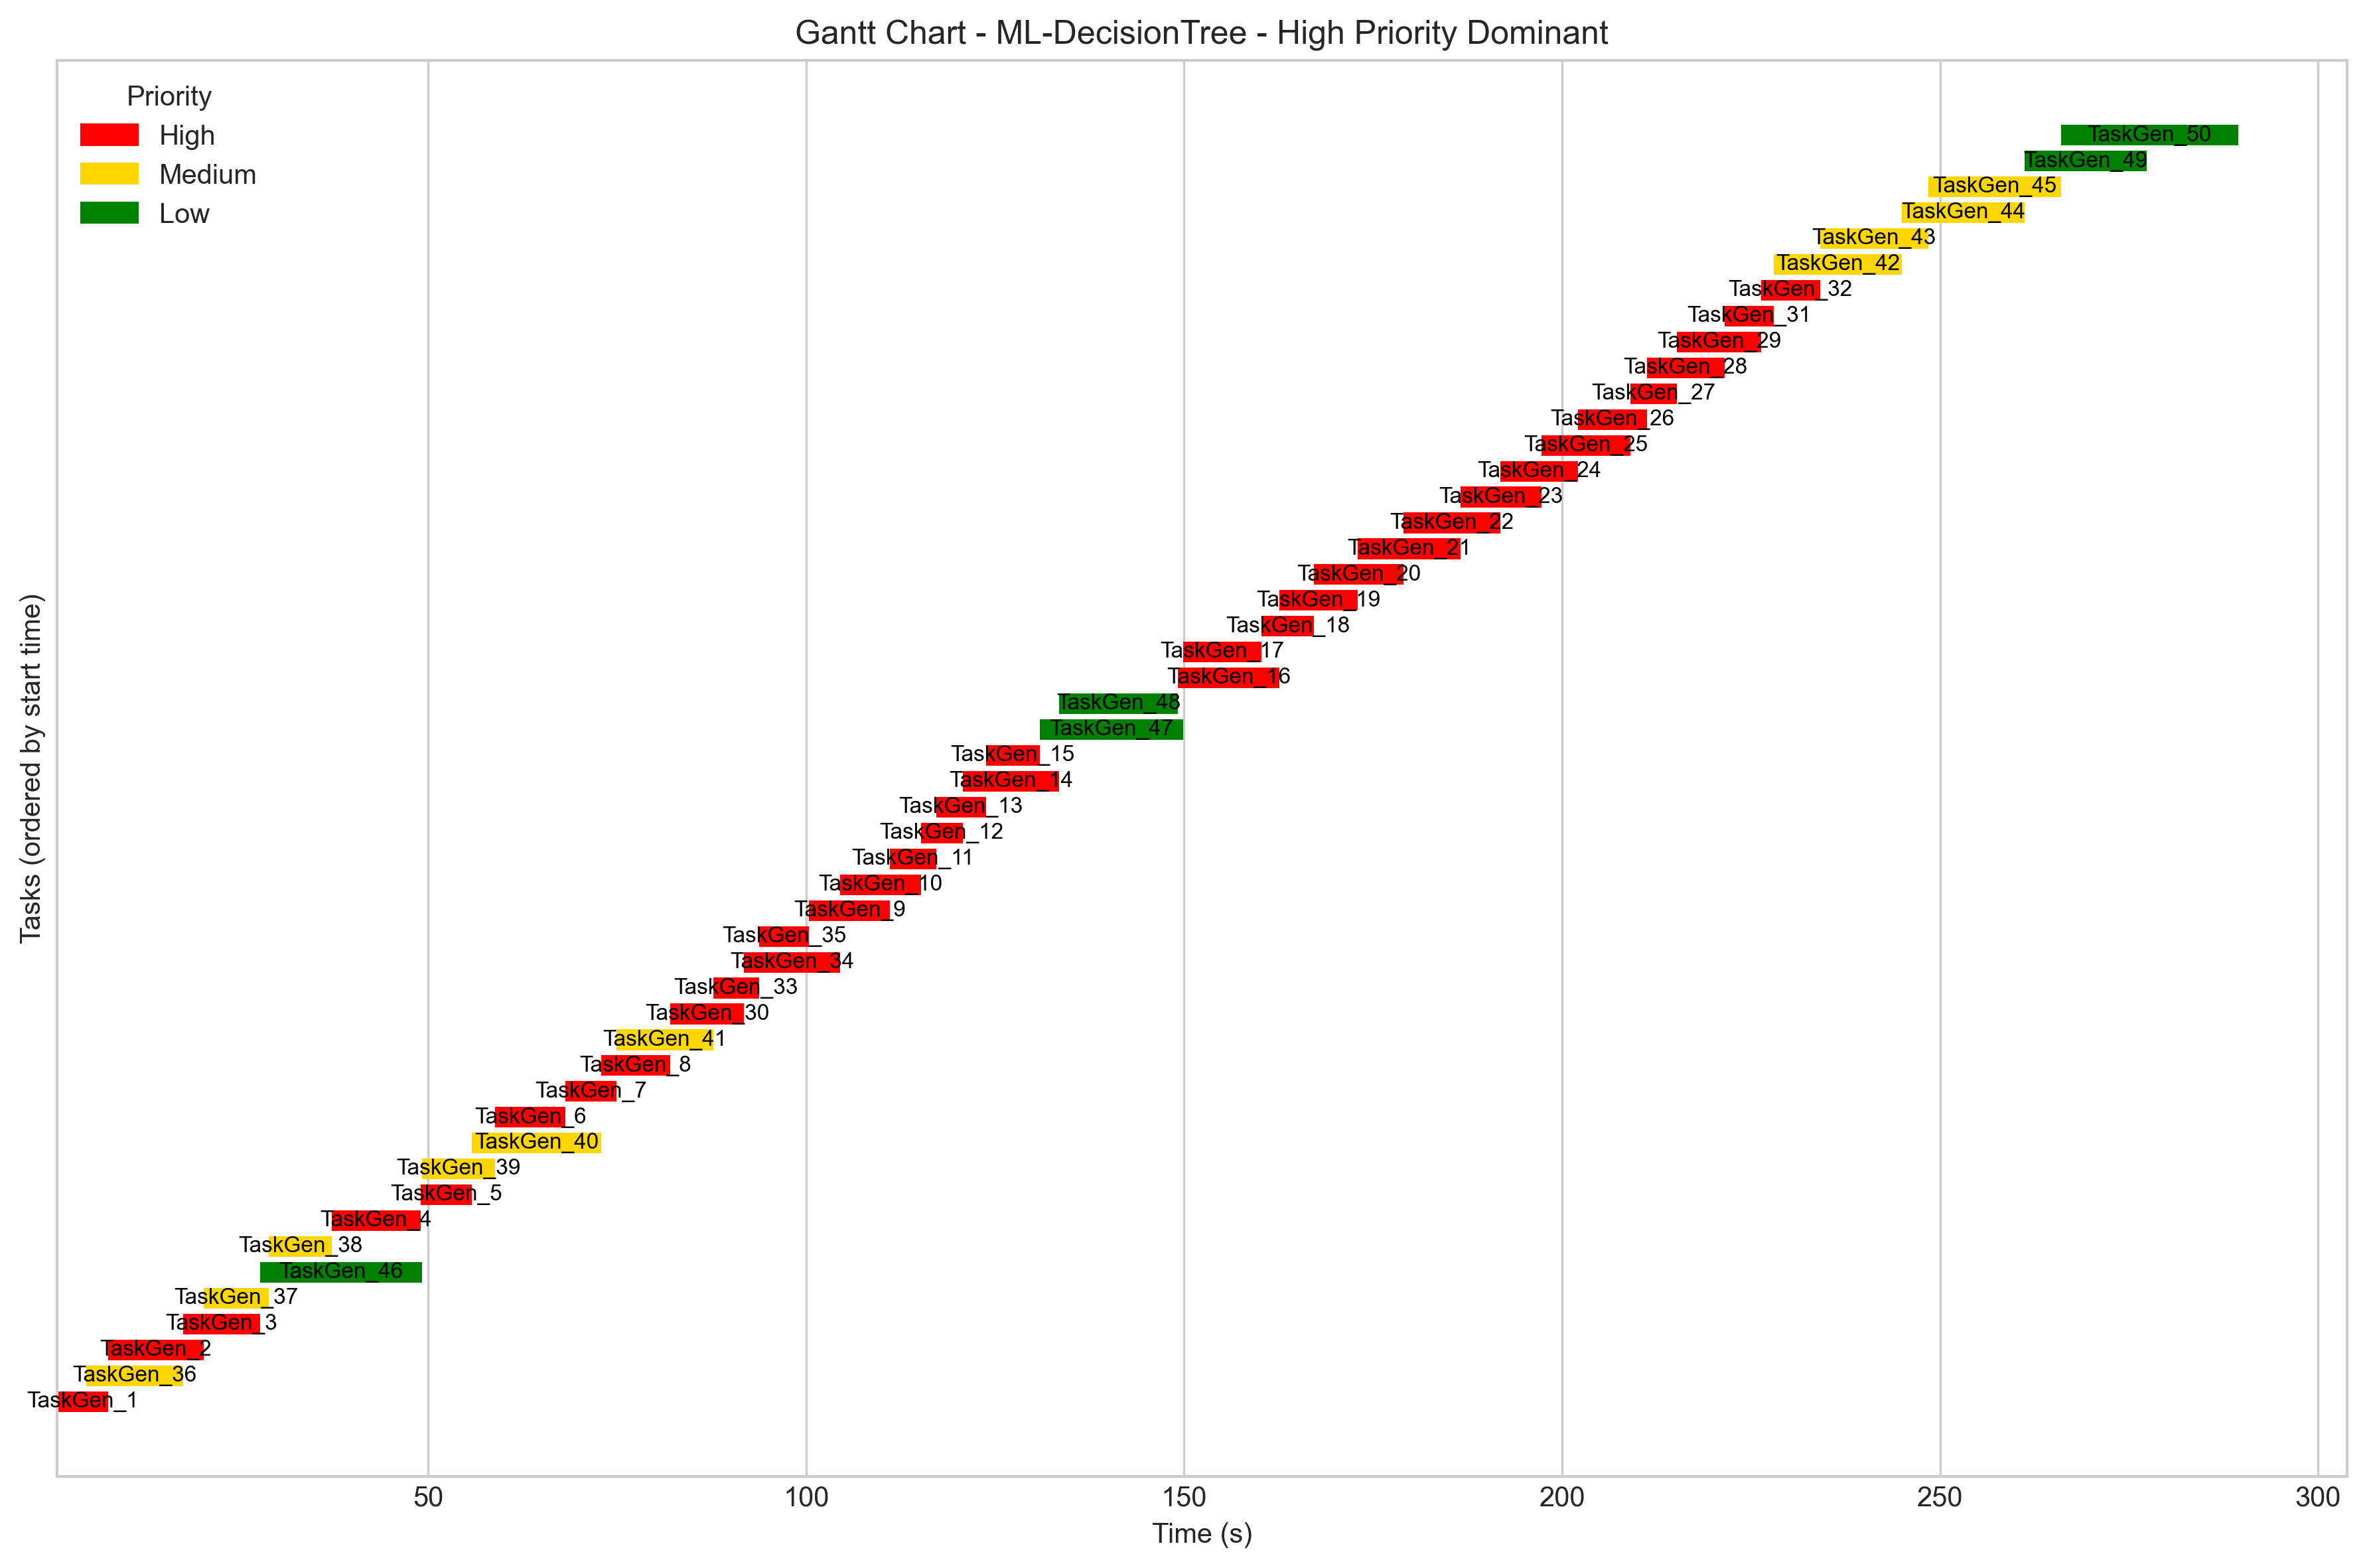 Gantt Chart - ML-DecisionTree - High Priority Dominant
Priority
High
Medium
Low
TaskGen_50
TaskGen_49
TaskGen_45
TaskGen_44
TaskGen_43
TaskGen_42
TaskGen_32
TaskGen_31
TaskGen_29
TaskGen_28
TaskGen_27
TaskGen_26
TaskGen_25
TaskGen_24
TaskGen_23
TaskGen_22
TaskGen_21
TaskGen_20
TaskGen_19
TaskGen_18
TaskGen_17
TaskGen_16
TaskGen_48
TaskGen_47
TaskGen_15
TaskGen_14
TaskGen_13
TaskGen_12
TaskGen_11
TaskGen_10
TaskGen_9
TaskGen_35
TaskGen_34
TaskGen_33
TaskGen_30
TaskGen_41
TaskGen_8
TaskGen_7
TaskGen_6
TaskGen_40
TaskGen_39
TaskGen_5
TaskGen_4
TaskGen_38
TaskGen_46
TaskGen_37
TaskGen_3
TaskGen_2
TaskGen_36
TaskGen_1
Tasks (ordered by start time)
50 100 150 200 250 300
Time (s)